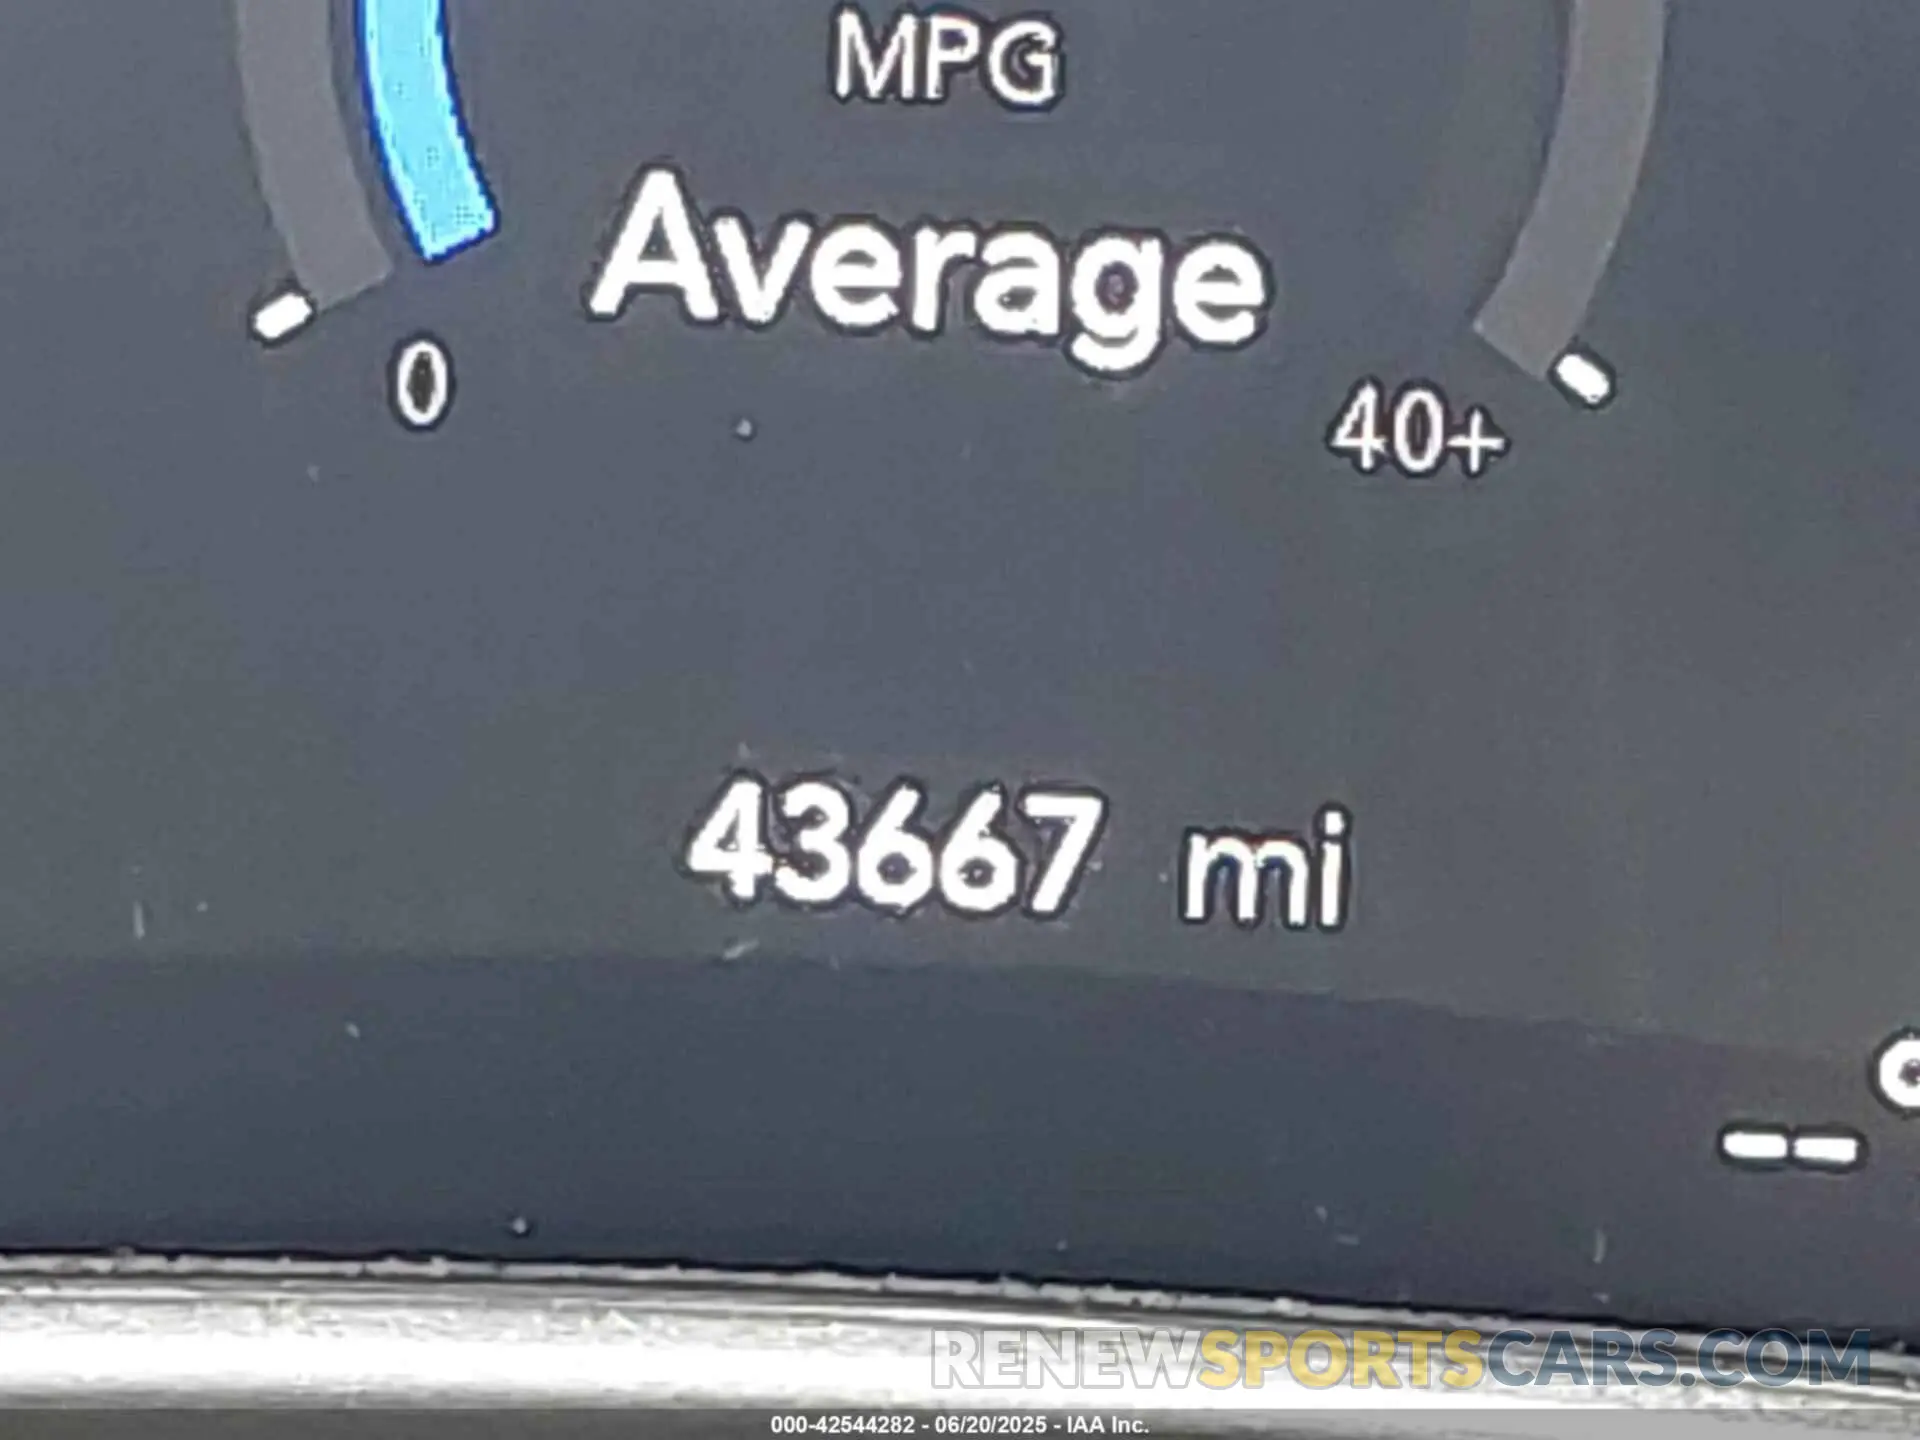 MPG
Average
0
40+
43667 mi
--
RENEWSPORTSCARS.COM
000-42544282 - 06/20/2025 - IAA Inc.